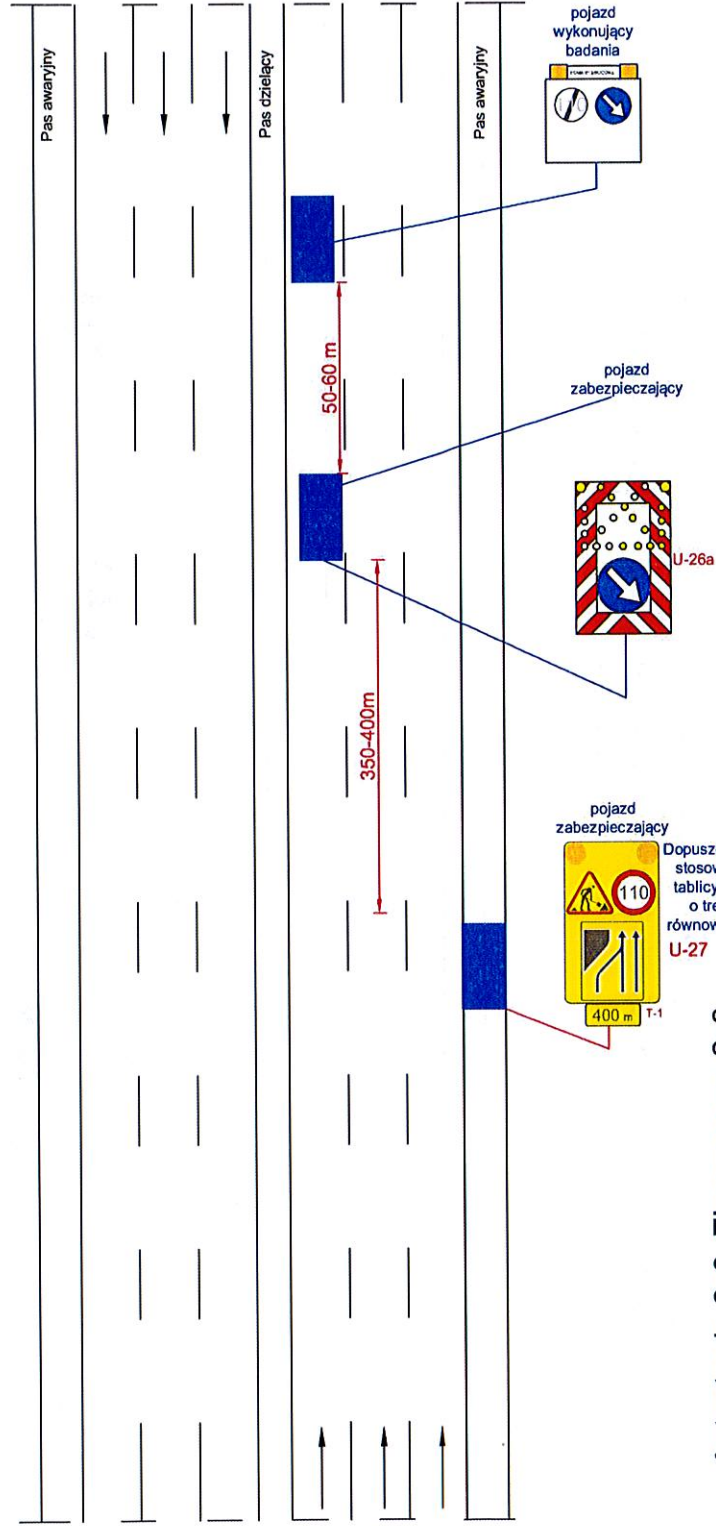 Pas awaryjny
Pas dzielący
Pas awaryjny
pojazd
wykonujący
badania
50-60 m
pojazd
zabezpieczający
U-26a
350-400m
pojazd
zabezpieczający
110
400 m
T-1
U-27